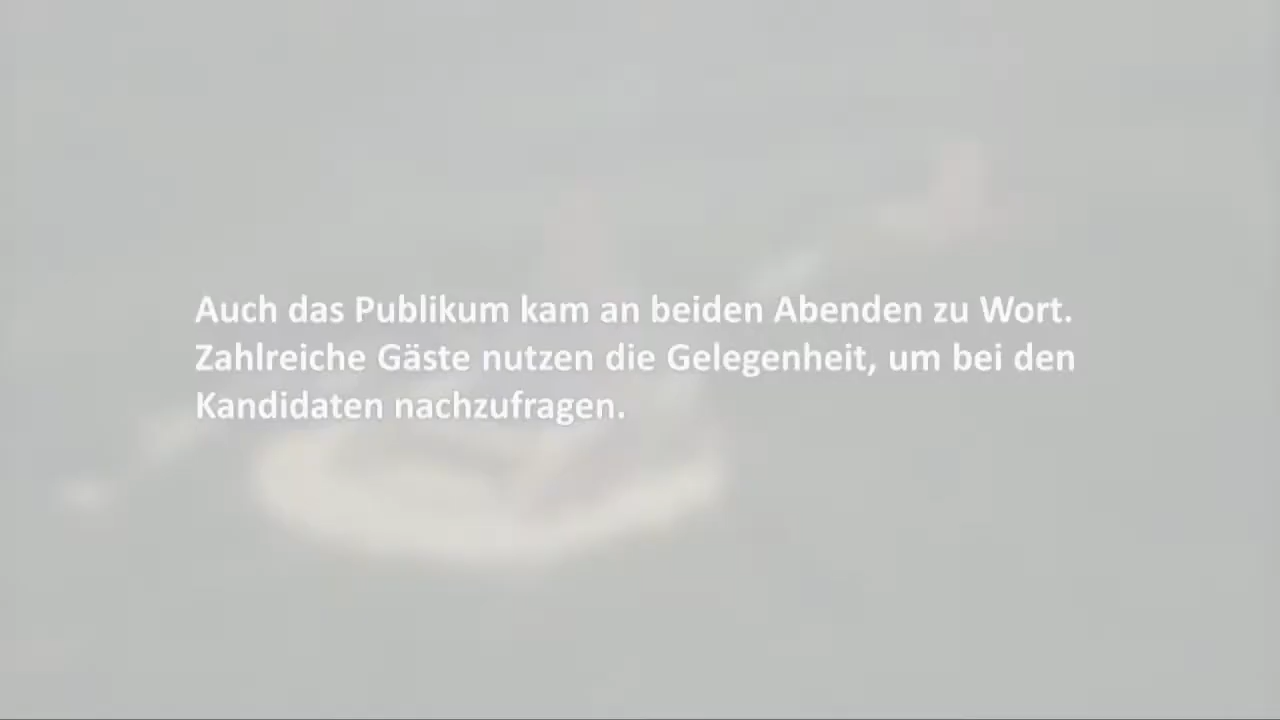 Auch das Publikum kam an beiden Abenden zu Wort.
Zahlreiche Gäste nutzen die Gelegenheit, um bei den
Kandidaten nachzufragen.